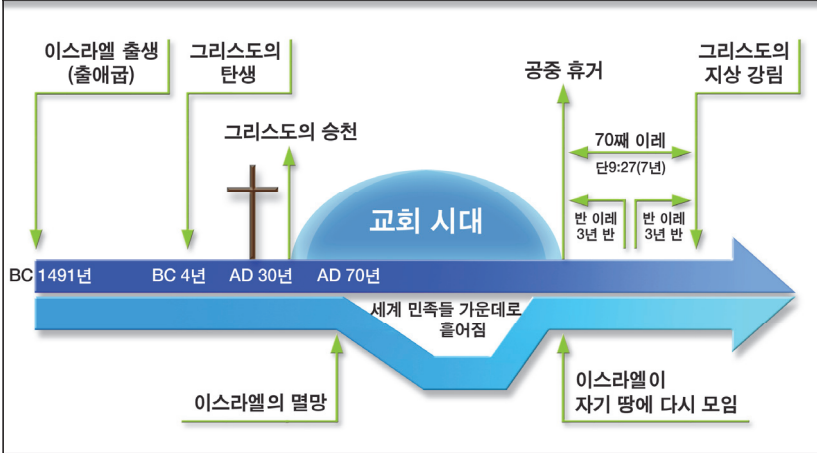 이스라엘 출생
(출애굽)
그리스도의
탄생
그리스도의 승천
공중 휴거
그리스도의
지상 강림
70째 이레
단9:27(7년)
반 이레
3년 반
반 이레
3년 반
교회 시대
BC 1491년
BC 4년
AD 30년
AD 70년
세계 민족들 가운데로
흩어짐
이스라엘의 멸망
이스라엘이
자기 땅에 다시 모임